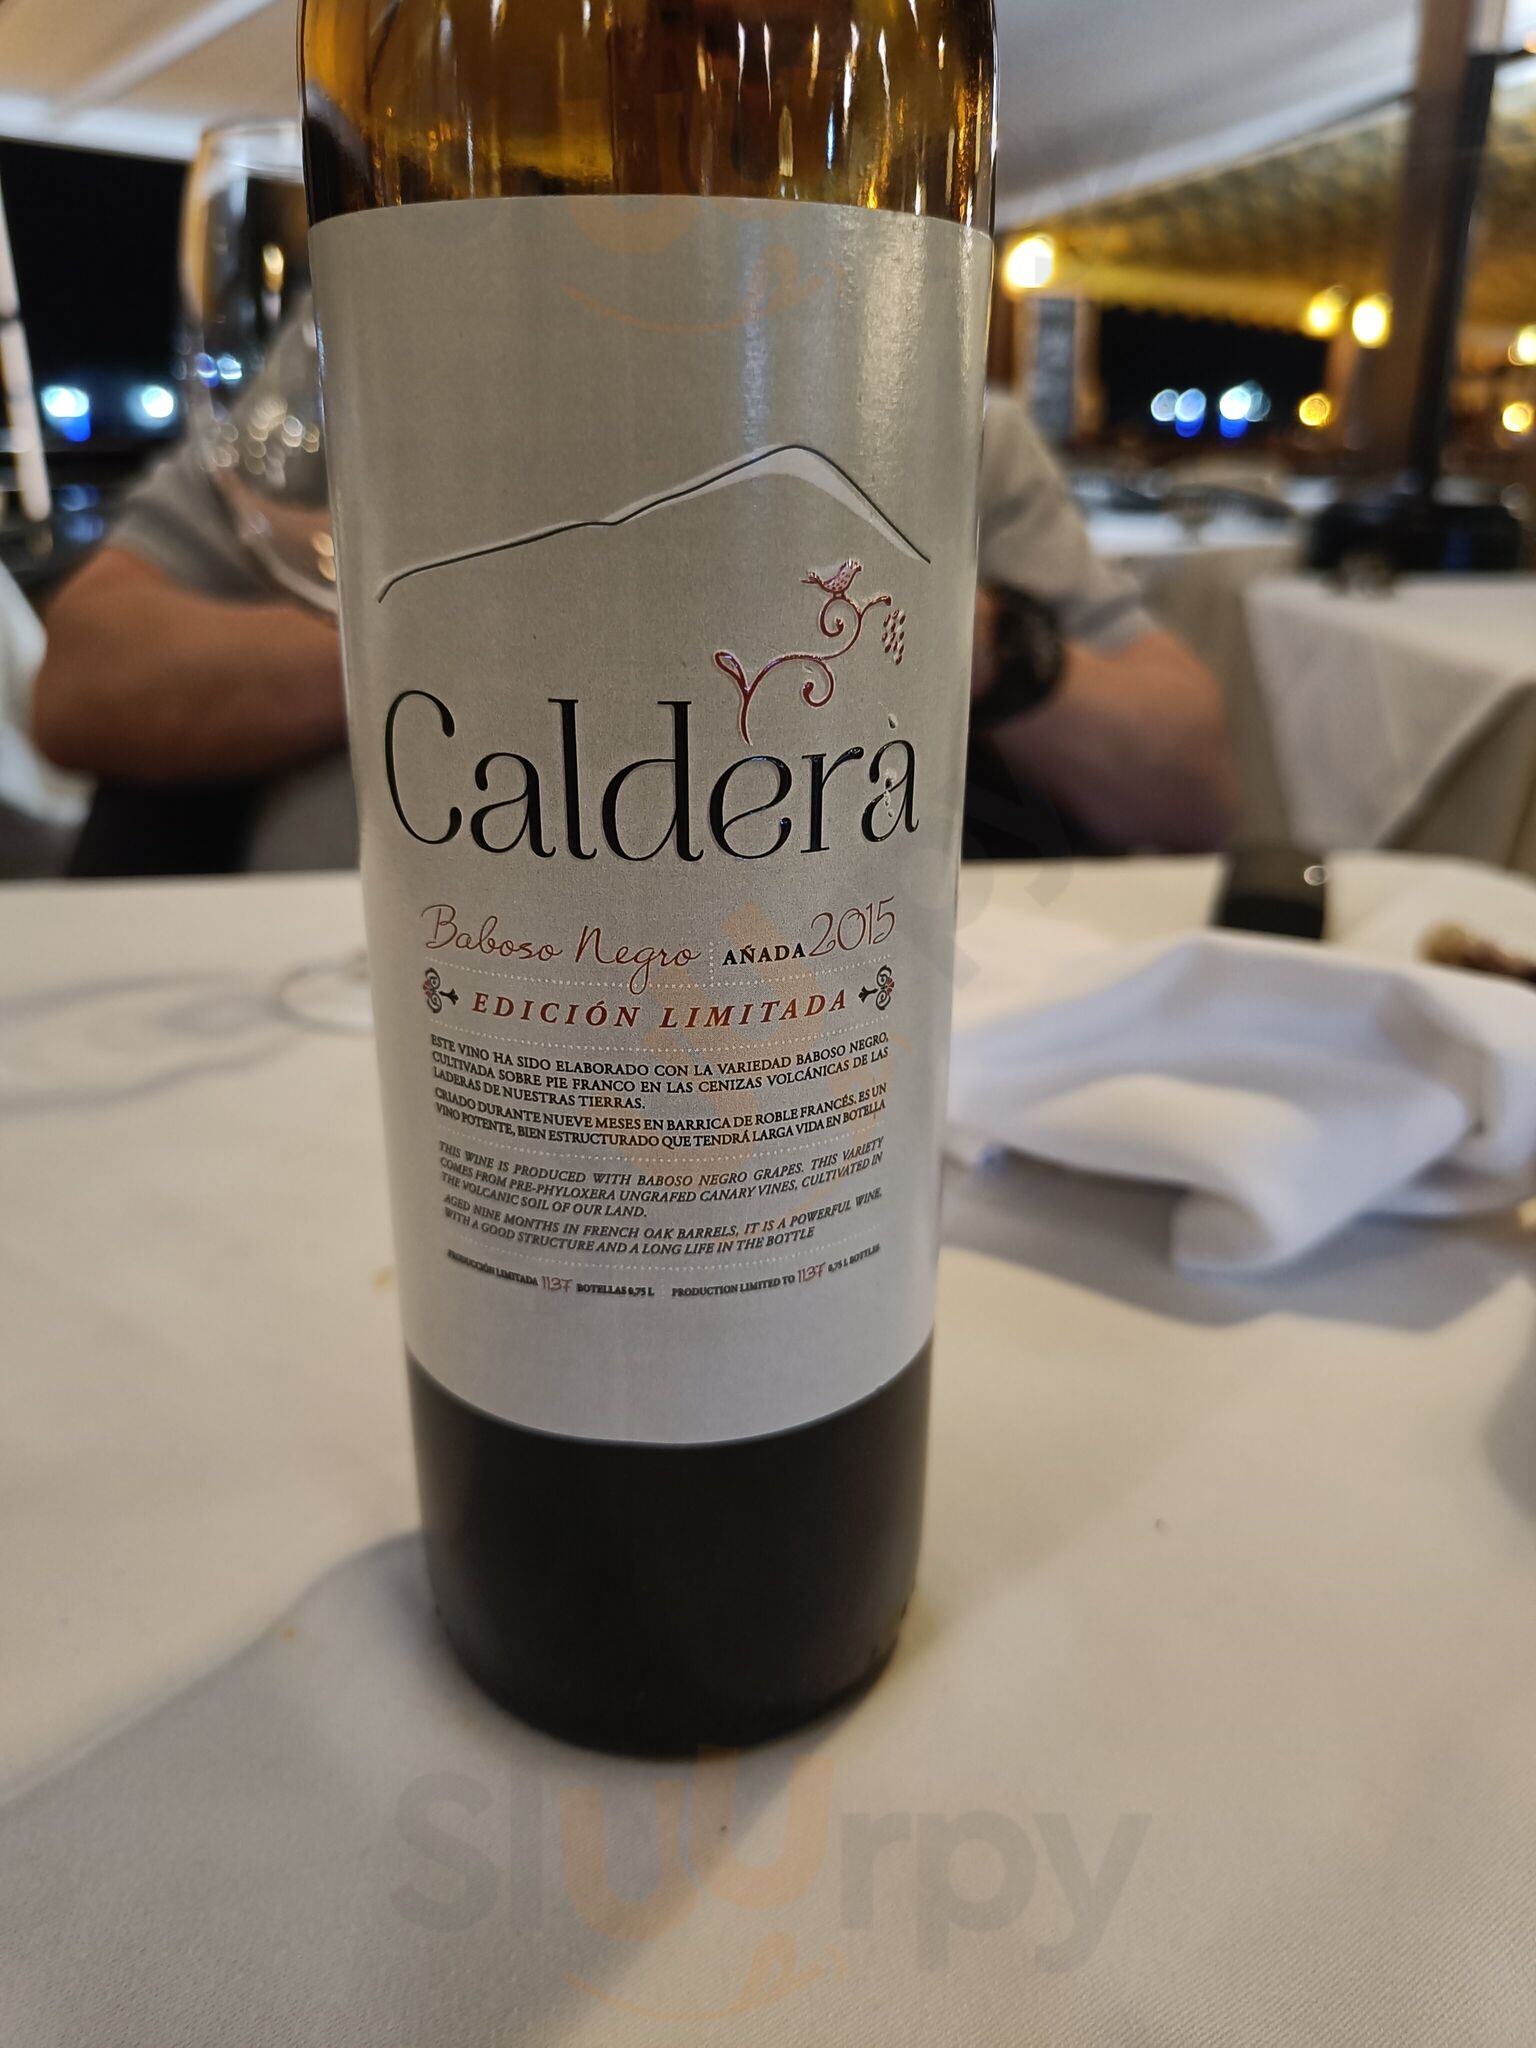 Calderà
Baboso Negro AÑADA 2015
EDICIÓN LIMITADA
ESTE VINO HA SIDO ELABORADO CON LA VARIEDAD BABOSO NEGRO,
CULTIVADA SOBRE PIE FRANCO EN LAS CENIZAS VOLCÁNICAS DE LAS
LADERAS DE NUESTRAS TIERRAS.
CRIADO DURANTE NUEVE MESES EN BARRICA DE ROBLE FRANCÉS. ES UN
VINO POTENTE, BIEN ESTRUCTURADO QUE TENDRÁ LARGA VIDA EN BOTELLA
THIS WINE IS PRODUCED WITH BABOSO NEGRO GRAPES. THIS VARIETY
COMES FROM PRE-PHYLOXERA UNGRAFED CANARY VINES, CULTIVATED IN
THE VOLCANIC SOIL OF OUR LAND.
AGED NINE MONTHS IN FRENCH OAK BARRELS, IT IS A POWERFUL WINE,
WITH A GOOD STRUCTURE AND A LONG LIFE IN THE BOTTLE
PRODUCCIÓN LIMITADA 1137 BOTELLAS 0,75 L PRODUCTION LIMITED TO 1137 0,75 L BOTTLES
Sluurpy